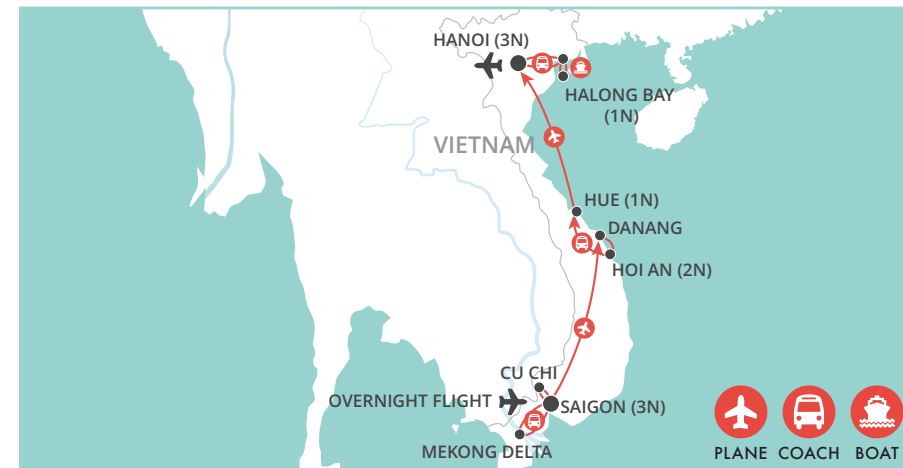 HANOI (3N)
HALONG BAY
(1N)
VIETNAM
HUE (1N)
DANANG
HOI AN (2N)
CU CHI
OVERNIGHT FLIGHT
SAIGON (3N)
MEKONG DELTA
PLANE COACH BOAT